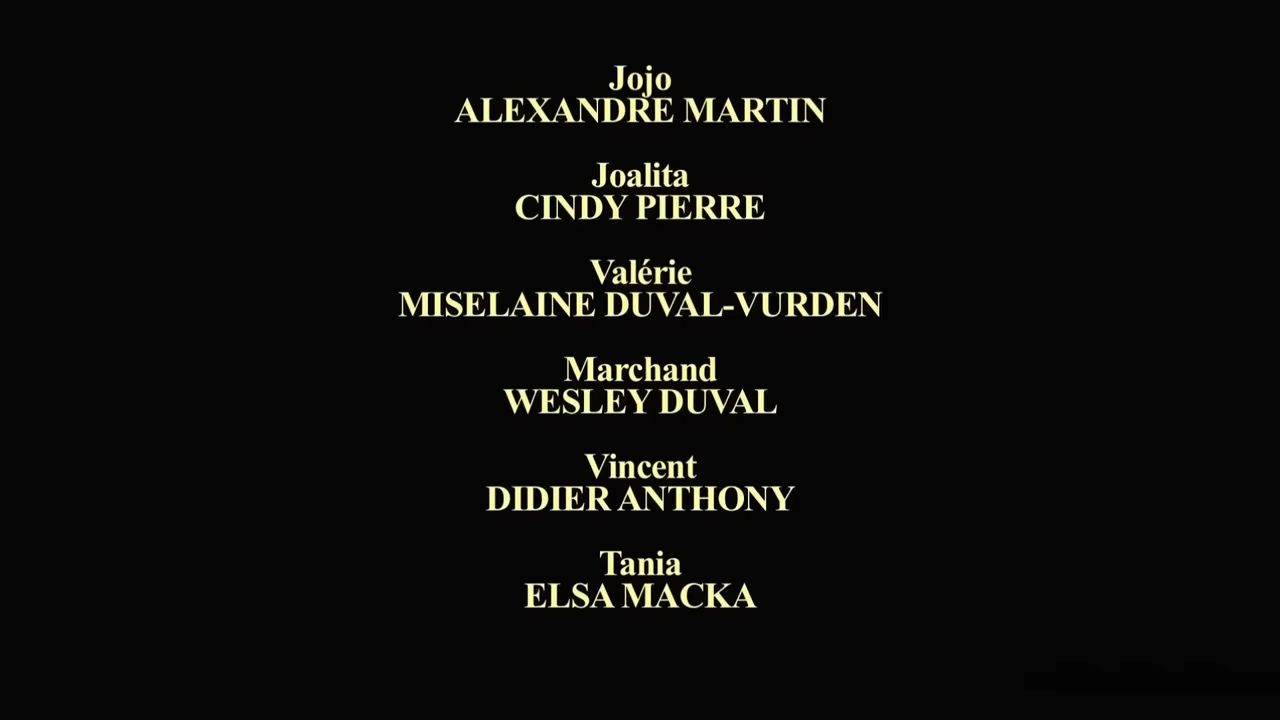 Jojo
ALEXANDRE MARTIN
Joalita
CINDY PIERRE
Valérie
MISELAINE DUVAL-VURDEN
Marchand
WESLEY DUVAL
Vincent
DIDIER ANTHONY
Tania
ELSA MACKA